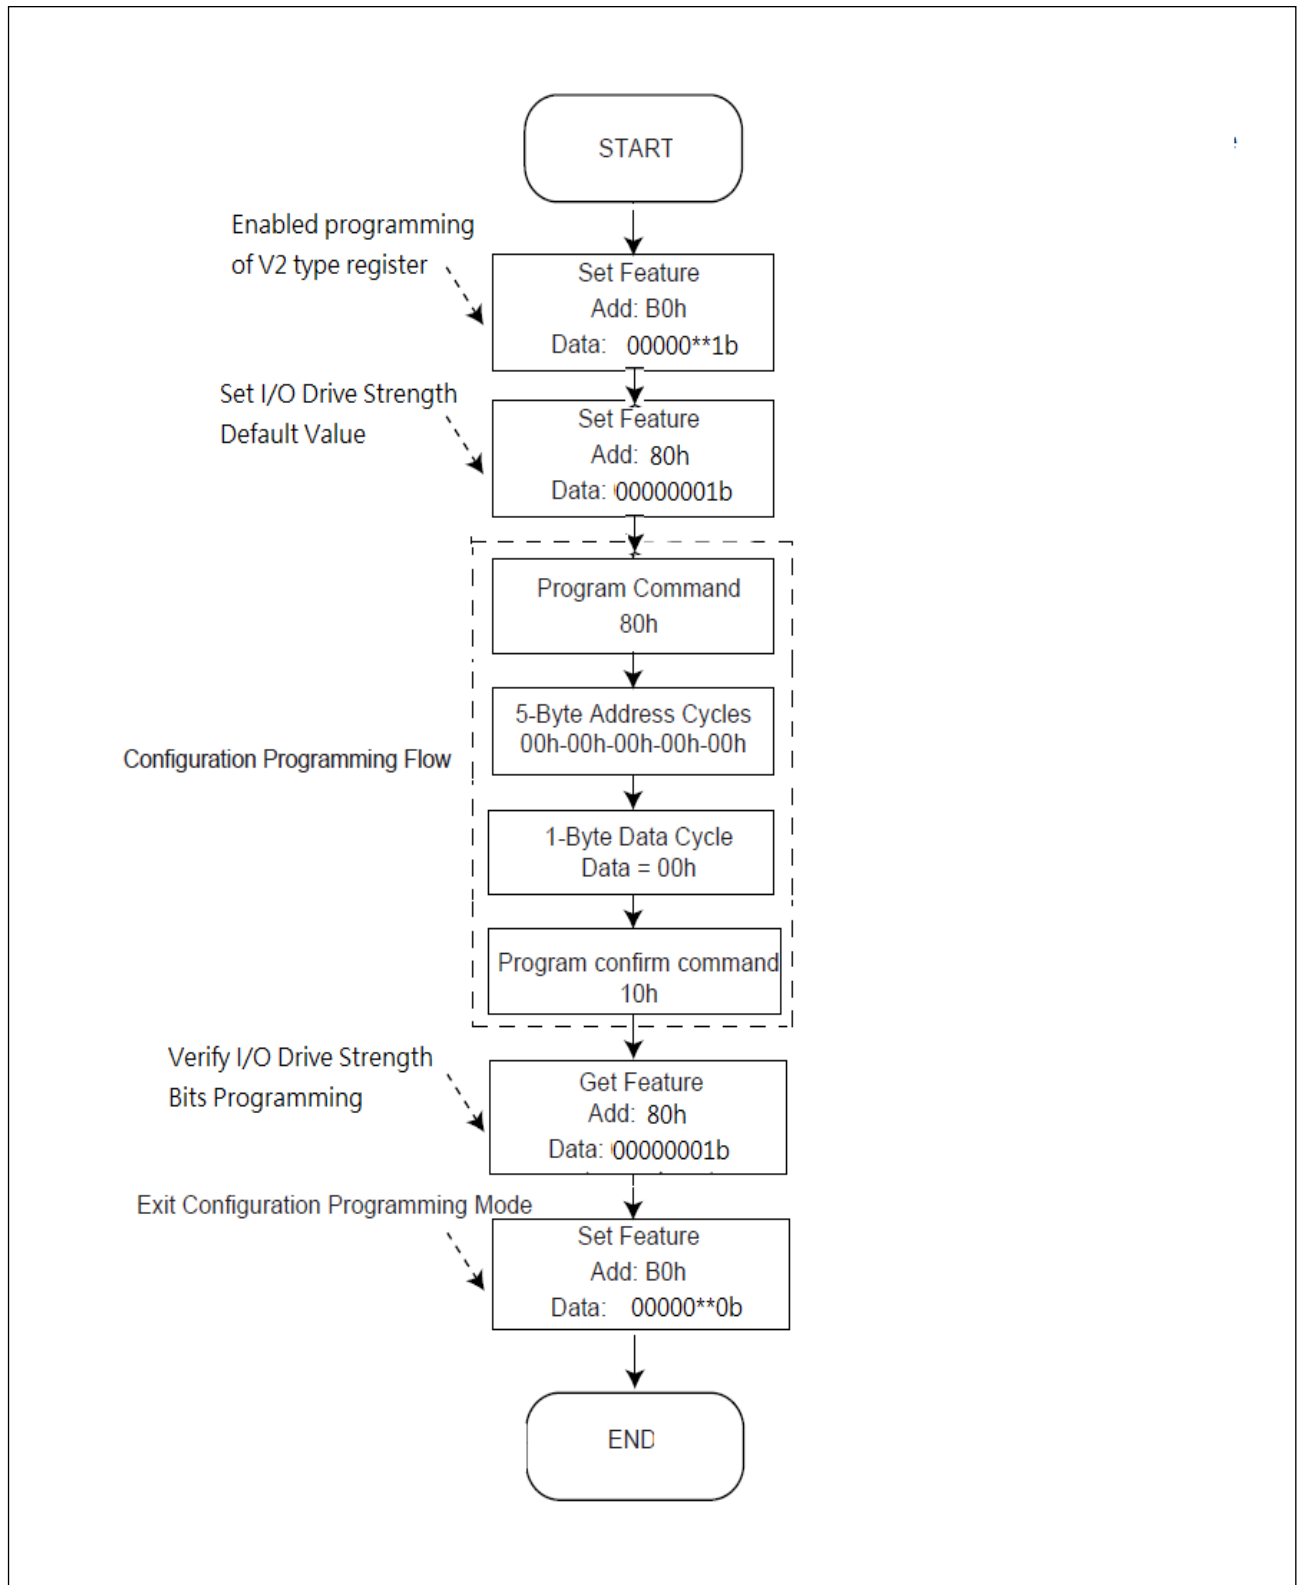 START
Enabled programming
of V2 type register
Set Feature
Add: B0h
Data: 00000**1b
Set I/O Drive Strength
Default Value
Set Feature
Add: 80h
Data: 00000001b
Program Command
80h
5-Byte Address Cycles
00h-00h-00h-00h-00h
Configuration Programming Flow
1-Byte Data Cycle
Data = 00h
Program confirm command
10h
Verify I/O Drive Strength
Bits Programming
Get Feature
Add: 80h
Data: 00000001b
Exit Configuration Programming Mode
Set Feature
Add: B0h
Data: 00000**0b
END